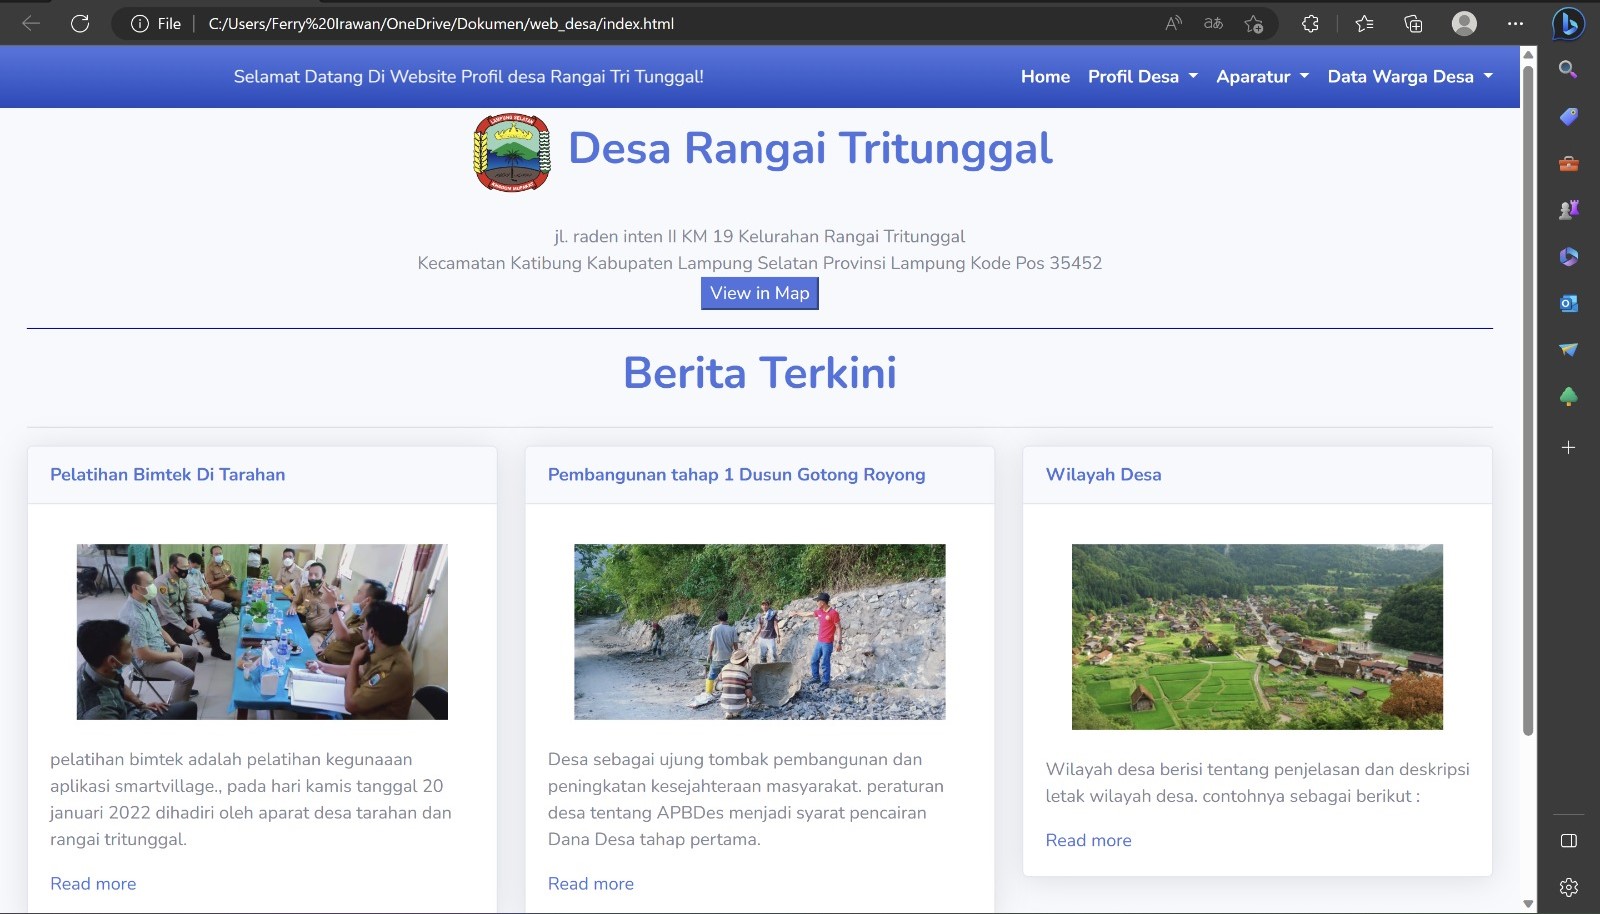 File
C:/Users/Ferry%20Irawan/OneDrive/Dokumen/web_desa/index.html
Selamat Datang Di Website Profil desa Rangai Tri Tunggal!
Home Profil Desa Aparatur Data Warga Desa
LAMPUNG SELATAN
Desa Rangai Tritunggal
jl. raden inten II KM 19 Kelurahan Rangai Tritunggal
Kecamatan Katibung Kabupaten Lampung Selatan Provinsi Lampung Kode Pos 35452
View in Map
Berita Terkini
Pelatihan Bimtek Di Tarahan
pelatihan bimtek adalah pelatihan kegunaaan
aplikasi smartvillage., pada hari kamis tanggal 20
januari 2022 dihadiri oleh aparat desa tarahan dan
rangai tritunggal.
Read more
Pembangunan tahap 1 Dusun Gotong Royong
Desa sebagai ujung tombak pembangunan dan
peningkatan kesejahteraan masyarakat. peraturan
desa tentang APBDes menjadi syarat pencairan
Dana Desa tahap pertama.
Read more
Wilayah Desa
Wilayah desa berisi tentang penjelasan dan deskripsi
letak wilayah desa. contohnya sebagai berikut :
Read more